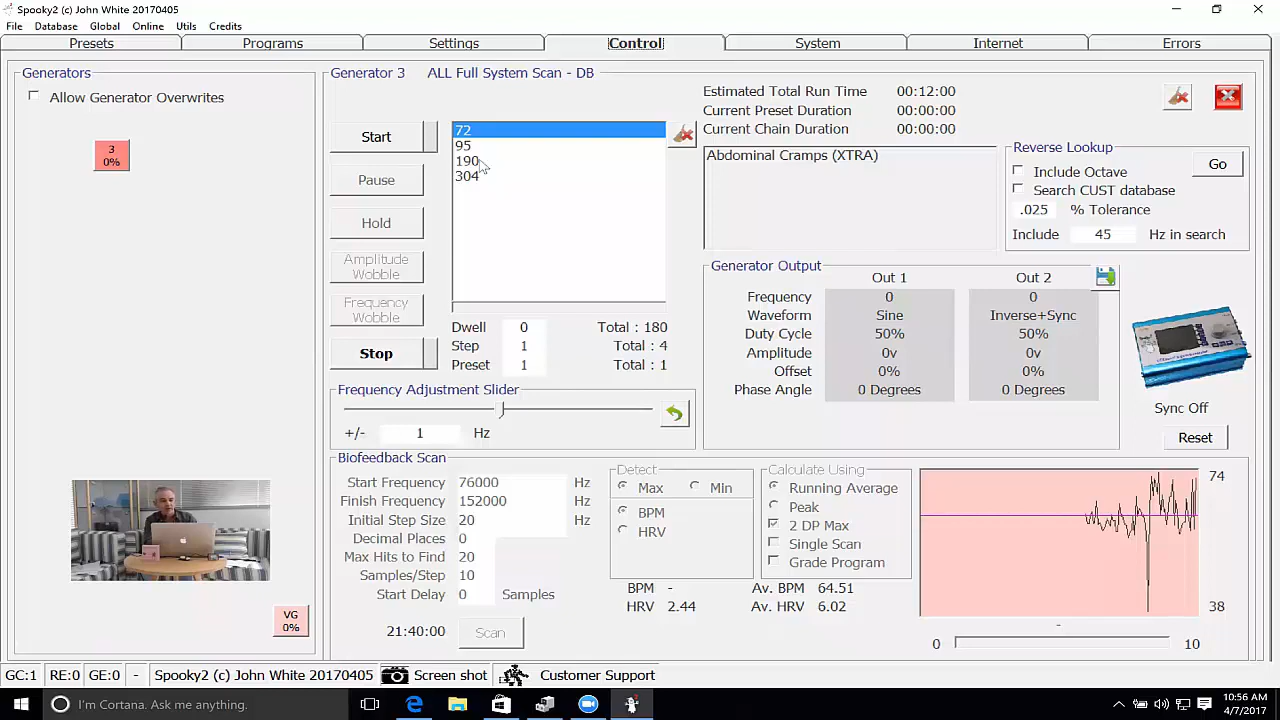 Spooky2 (c) John White 20170405
File Database Global Online Utils Credits
Presets Programs Settings Control System Internet Errors
Generators
Allow Generator Overwrites
3
0%
VG
0%
Generator 3 ALL Full System Scan - DB
Start
Pause
Hold
Amplitude
Wobble
Frequency
Wobble
Stop
72
95
190
304
Dwell 0 Total : 180
Step 1 Total : 4
Preset 1 Total : 1
Frequency Adjustment Slider
+/- 1 Hz
Estimated Total Run Time 00:12:00
Current Preset Duration 00:00:00
Current Chain Duration 00:00:00
Abdominal Cramps (XTRA)
Reverse Lookup
Include Octave
Go
Search CUST database
.025 % Tolerance
Include 45 Hz in search
Generator Output
Out 1 Out 2
Frequency 0 0
Waveform Sine Inverse+Sync
Duty Cycle 50% 50%
Amplitude 0v 0v
Offset 0% 0%
Phase Angle 0 Degrees 0 Degrees
Sync Off
Reset
Biofeedback Scan
Start Frequency 76000 Hz
Finish Frequency 152000 Hz
Initial Step Size 20 Hz
Decimal Places 0
Max Hits to Find 20
Samples/Step 10
Start Delay 0 Samples
21:40:00 Scan
Detect
Max Min
BPM
HRV
Calculate Using
Running Average
Peak
2 DP Max
Single Scan
Grade Program
BPM - Av. BPM 64.51
HRV 2.44 Av. HRV 6.02
74
38
-
0 10
GC:1 RE:0 GE:0 - Spooky2 (c) John White 20170405 Screen shot Customer Support
I'm Cortana. Ask me anything.
10:56 AM
4/7/2017